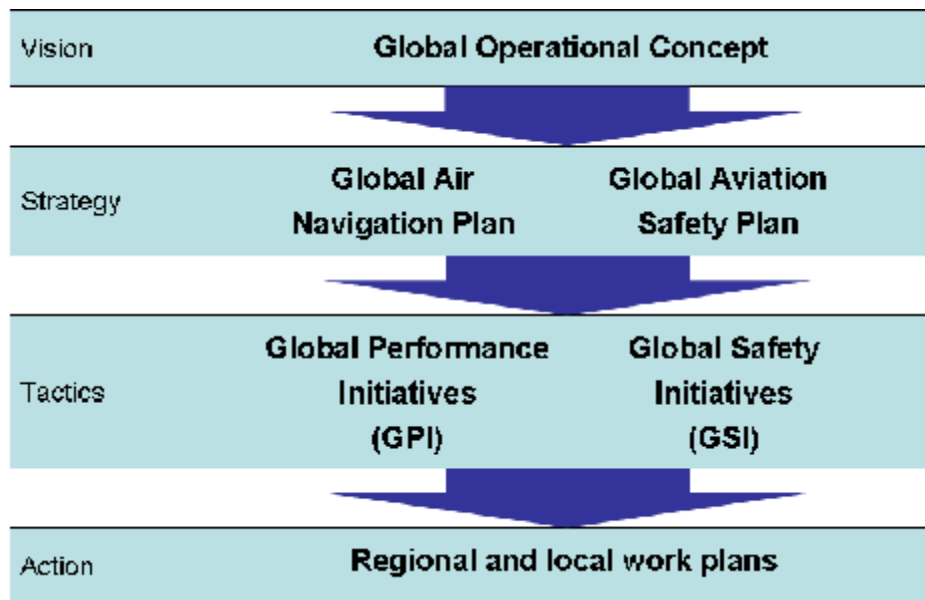 Vision
Global Operational Concept
Strategy
Global Air
Navigation Plan
Global Aviation
Safety Plan
Tactics
Global Performance
Initiatives
(GPI)
Global Safety
Initiatives
(GSI)
Action
Regional and local work plans